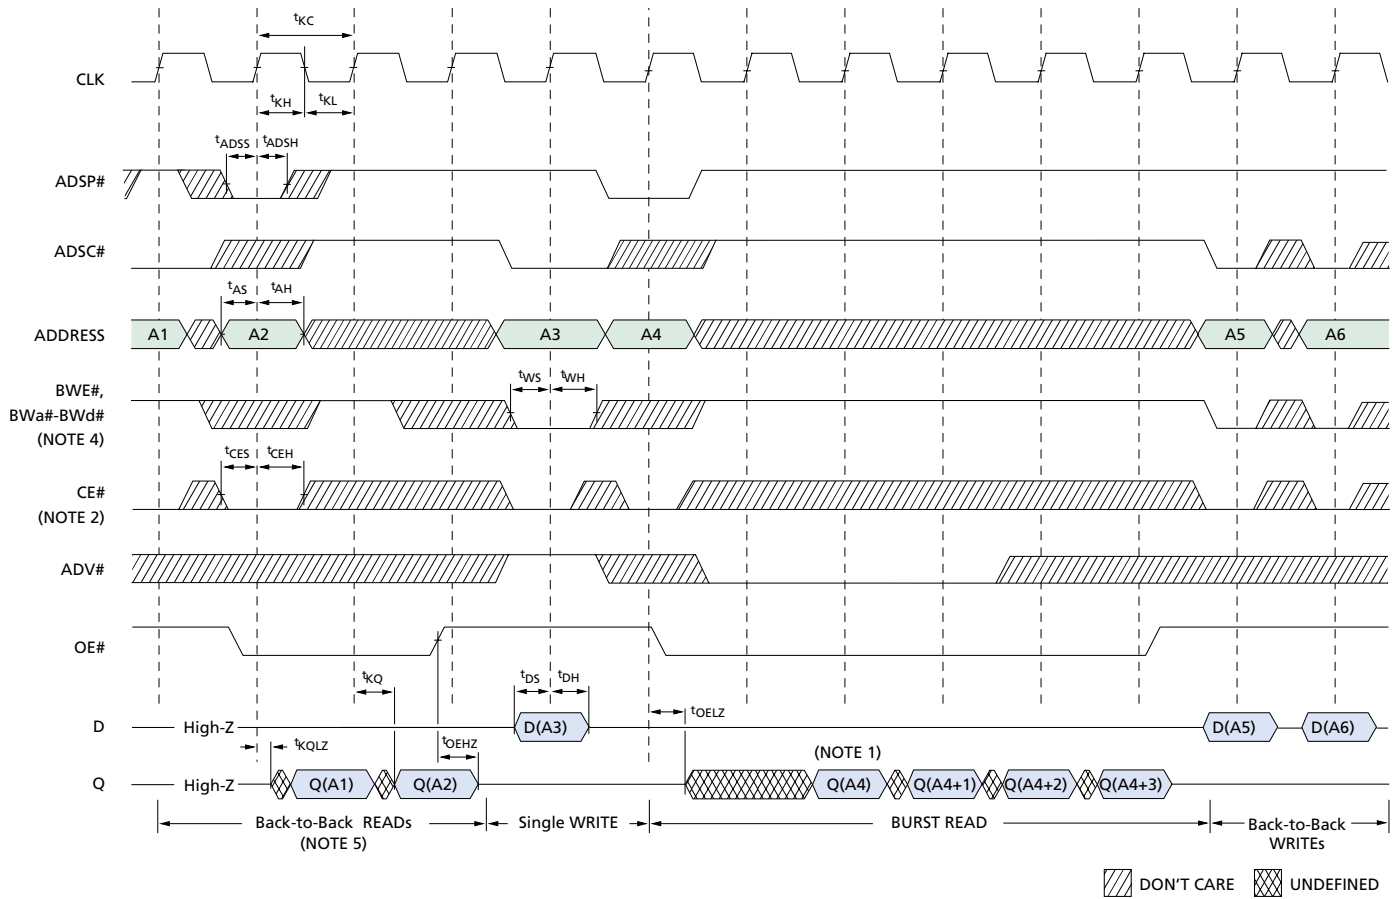 tKC
CLK
tKH
tKL
tADSS
tADSH
ADSP#
ADSC#
tAS
tAH
ADDRESS
A1
A2
A3
A4
A5
A6
BWE#,
BWa#-BWd#
(NOTE 4)
tWS
tWH
tCES
tCEH
CE#
(NOTE 2)
ADV#
OE#
tKQ
tDS
tDH
tOELZ
D
High-Z
D(A3)
D(A5)
D(A6)
tKQLZ
tOEHZ
(NOTE 1)
Q
High-Z
Q(A1)
Q(A2)
Q(A4)
Q(A4+1)
Q(A4+2)
Q(A4+3)
Back-to-Back READs
(NOTE 5)
Single WRITE
BURST READ
Back-to-Back
WRITEs
DON'T CARE
UNDEFINED